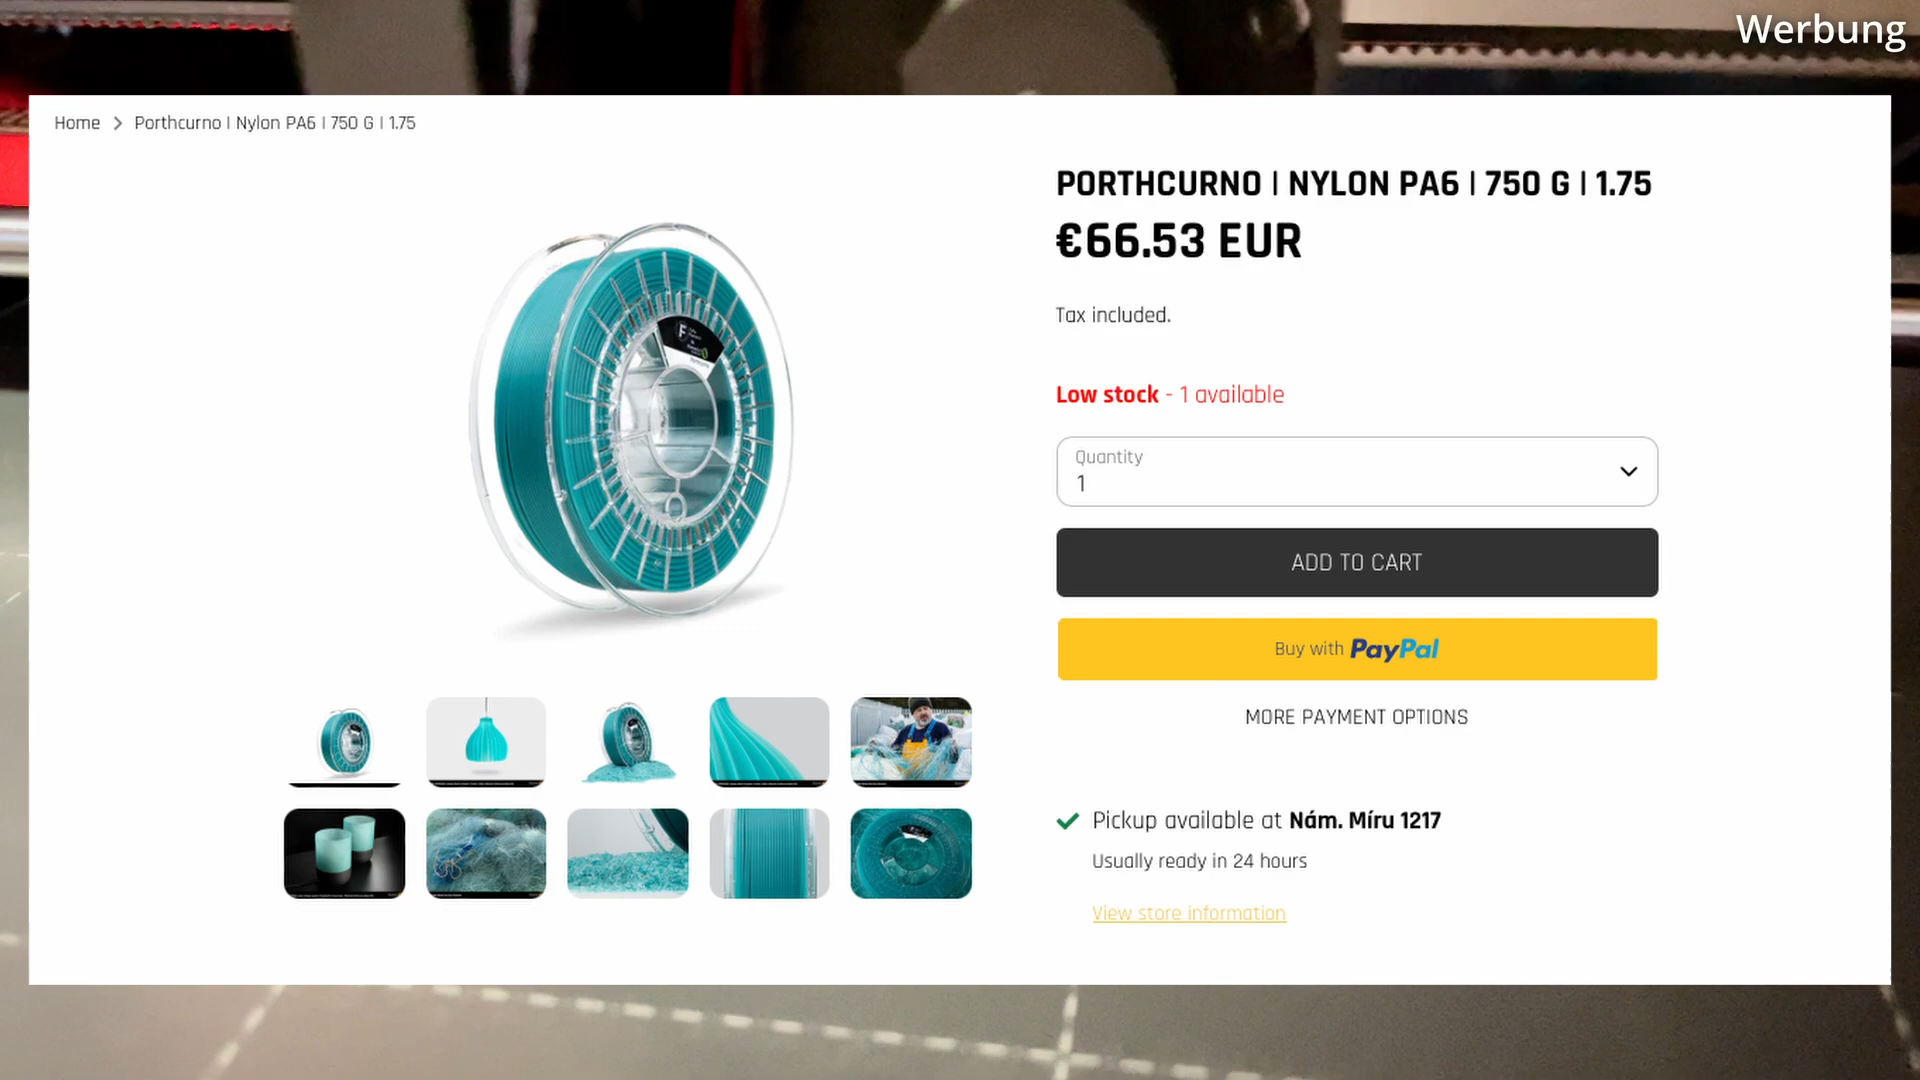 Werbung
Home > Porthcurno | Nylon PA6 | 750 G | 1.75
PORTHCURNO | NYLON PA6 | 750 G | 1.75
€66.53 EUR
Tax included.
Low stock - 1 available
Quantity
1
ADD TO CART
Buy with PayPal
MORE PAYMENT OPTIONS
Pickup available at Nám. Míru 1217
Usually ready in 24 hours
View store information